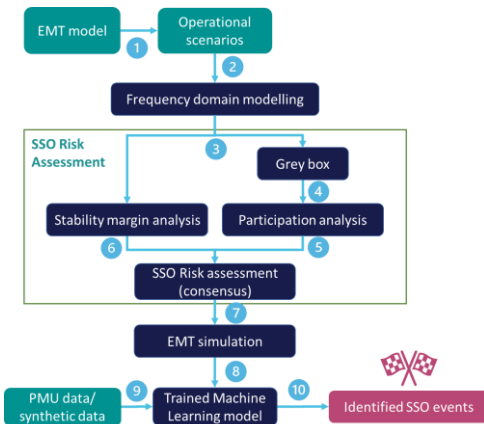 EMT model
1
Operational
scenarios
2
Frequency domain modelling
SSO Risk
Assessment
3
Grey box
4
Stability margin analysis
Participation analysis
6
5
SSO Risk assessment
(consensus)
7
EMT simulation
8
PMU data/
synthetic data
9
Trained Machine
Learning model
10
Identified SSO events